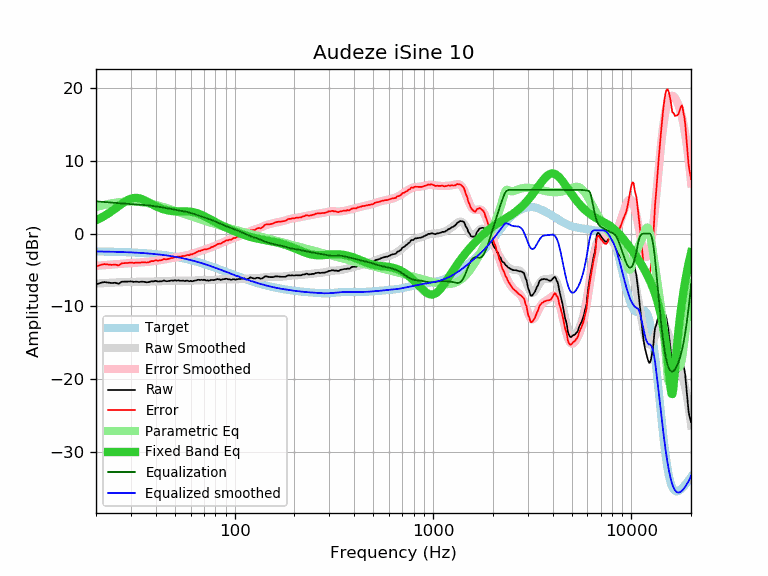 Audeze iSine 10
Amplitude (dBr)
20
10
0
−10
−20
−30
Target
Raw Smoothed
Error Smoothed
Raw
Error
Parametric Eq
Fixed Band Eq
Equalization
Equalized smoothed
100
1000
10000
Frequency (Hz)